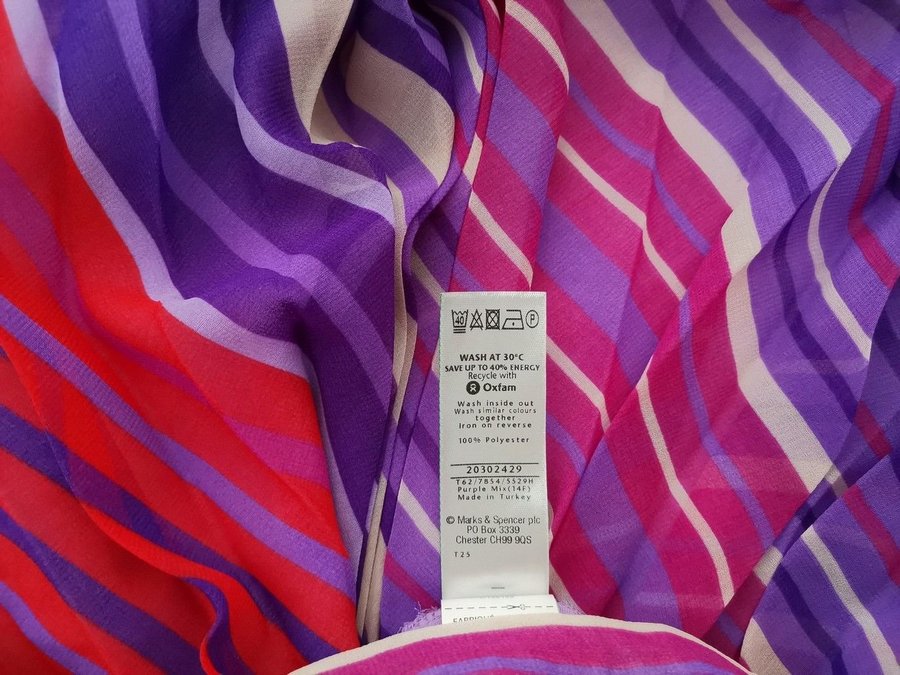 40 P
WASH AT 30°C
SAVE UP TO 40% ENERGY
Recycle with
Oxfam
Wash inside out
Wash similar colours
together
Iron on reverse
100% Polyester
20302429
T62/7854/5529H
Purple Mix(14F)
Made in Turkey
© Marks & Spencer plc
PO Box 3339
Chester CH99 9QS
T25